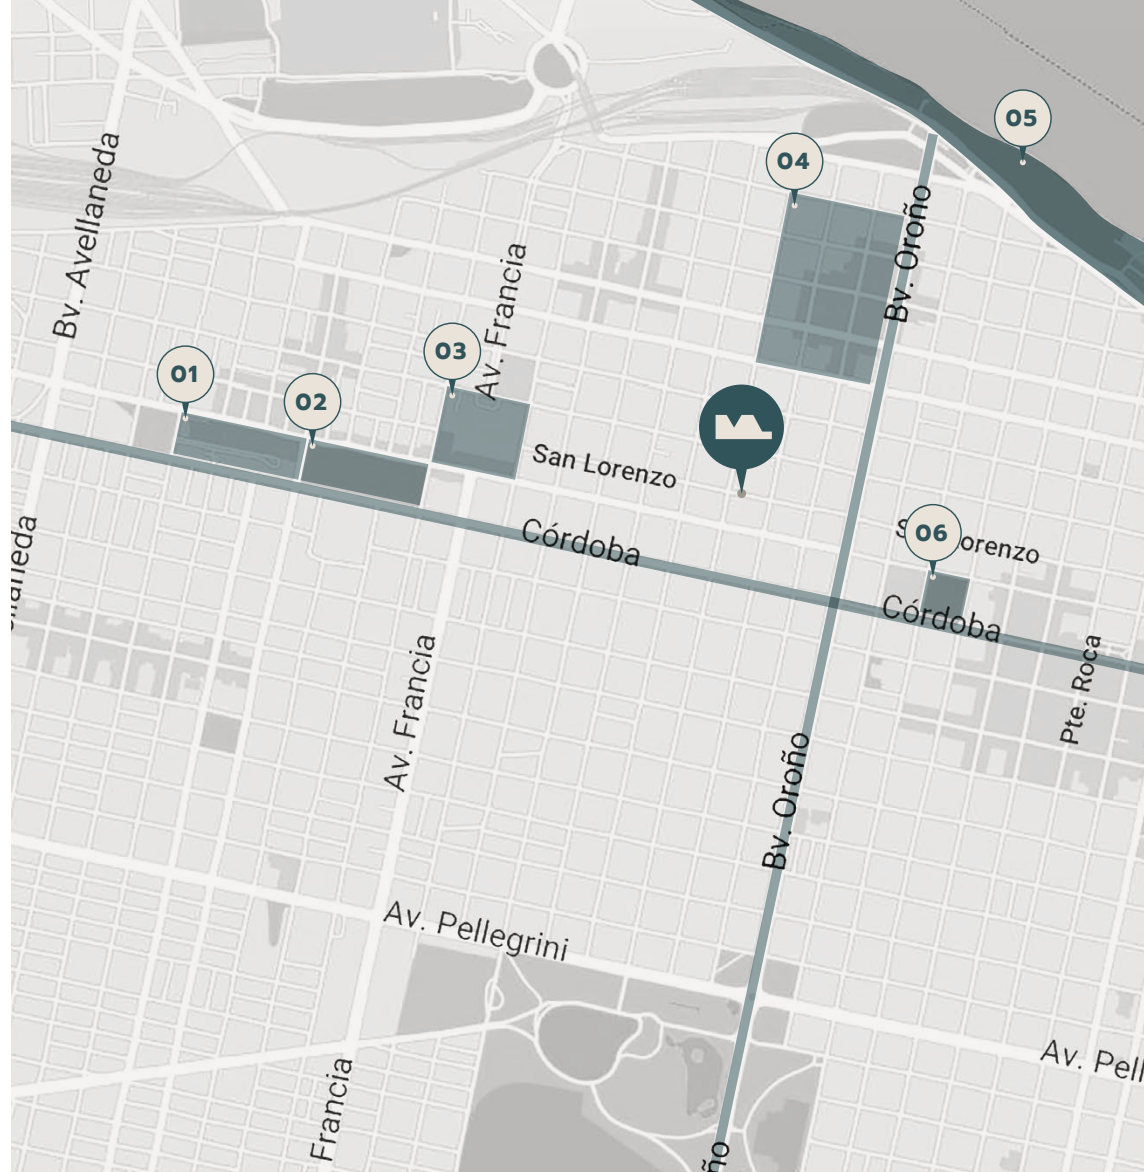 05
04
Bv. Avellaneda
Bv. Oroño
Av. Francia
03
01
02
San Lorenzo
Córdoba
06
orenzo
Córdoba
Av. Francia
Pte. Roca
Bv. Oroño
Av. Pellegrini
Av. Pell
Francia
ño